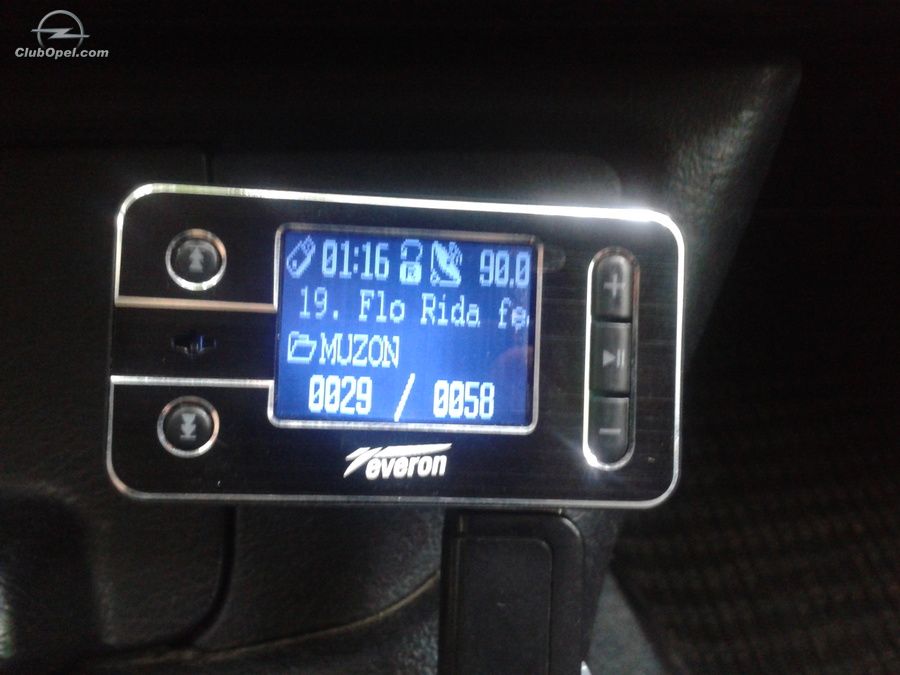 ClubOpel.com
01:16 90.0
19. Flo Rida fe
MUZON
0029 / 0058
everon